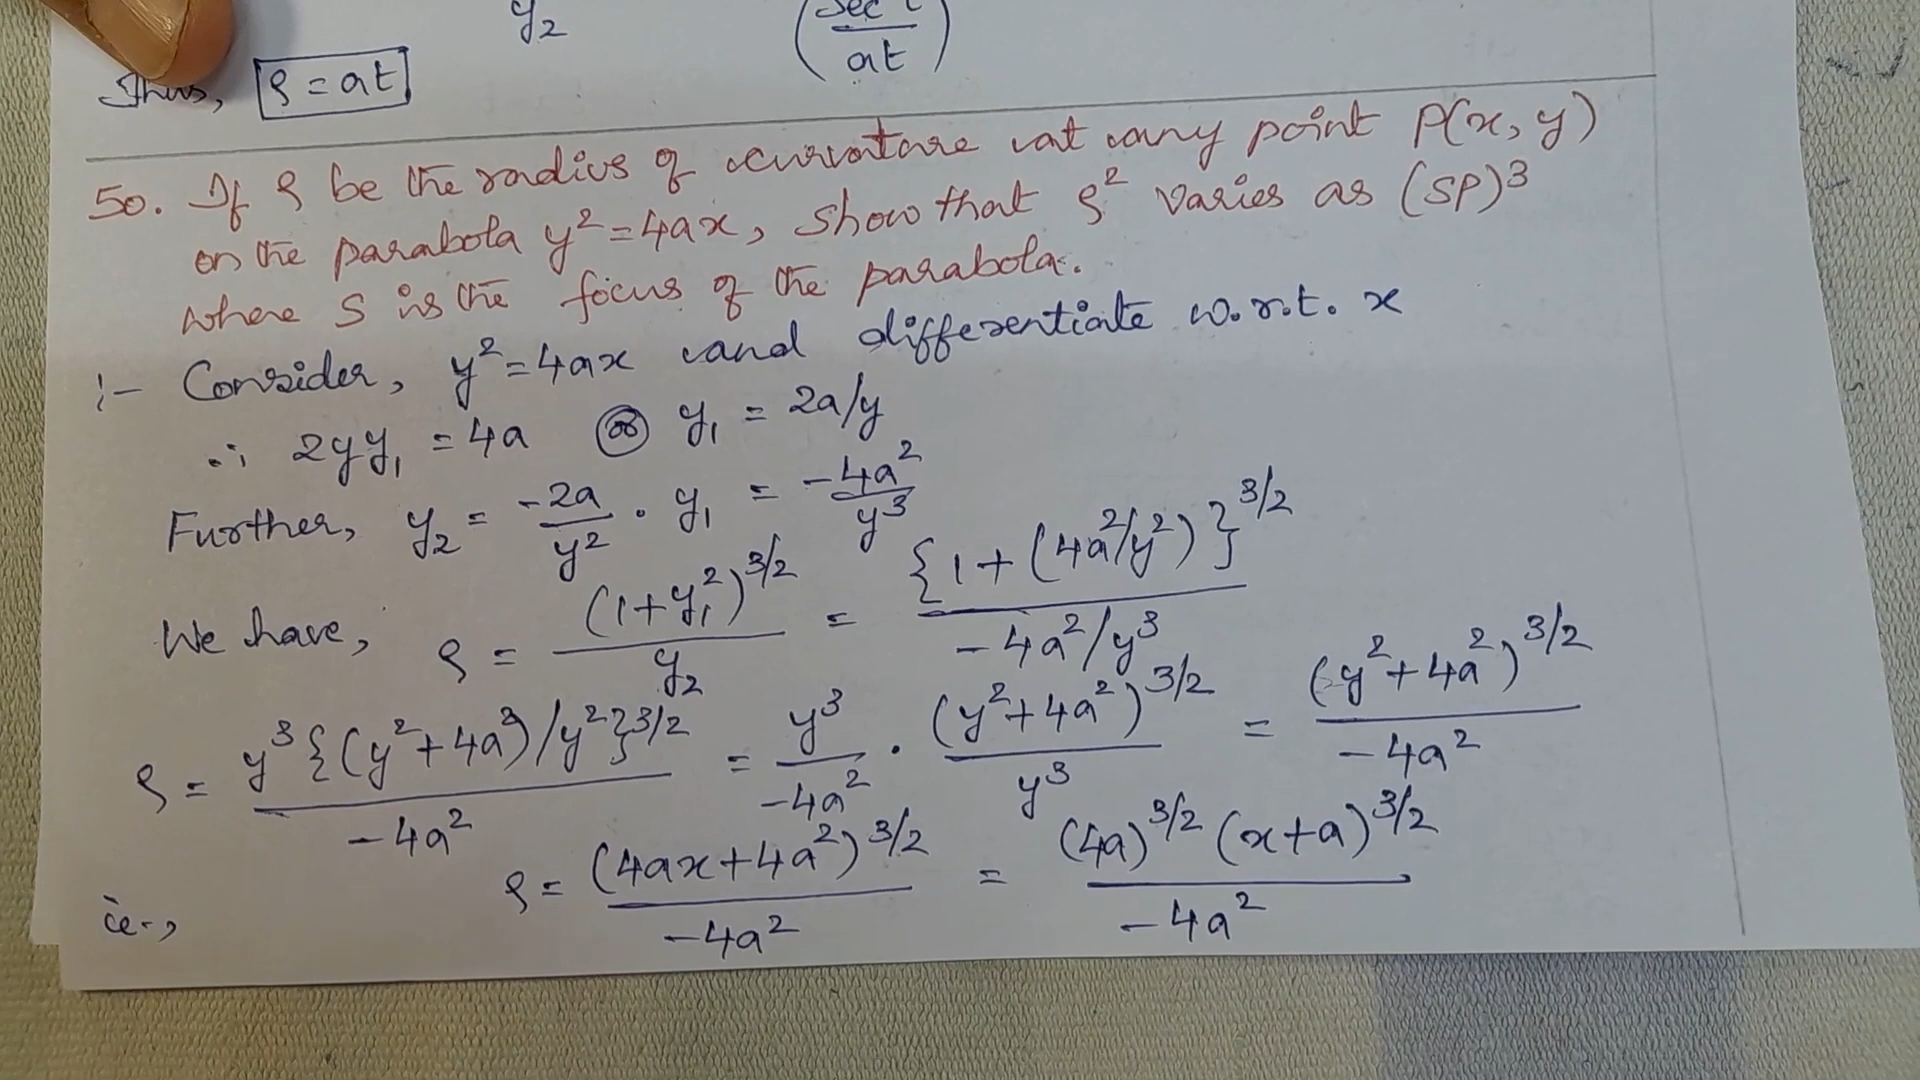 y₂ (sec t / at)
Thus, ρ = at
50. If ρ be the radius of curvature at any point P(x, y)
on the parabola y² = 4ax, show that ρ² varies as (SP)³
where S is the focus of the parabola.
:- Consider, y² = 4ax and differentiate w.r.t. x
∴ 2yy₁ = 4a or y₁ = 2a/y
Further, y₂ = -2a/y² · y₁ = -4a²/y³
We have, ρ = (1+y₁²)^3/2 / y₂ = {1+(4a²/y²)}^3/2 / -4a²/y³
ρ = y³{(y²+4a²)/y²}^3/2 / -4a² = y³/-4a² · (y²+4a²)^3/2 / y³ = (y²+4a²)^3/2 / -4a²
ie., ρ = (4ax+4a²)^3/2 / -4a² = (4a)^3/2 (x+a)^3/2 / -4a²